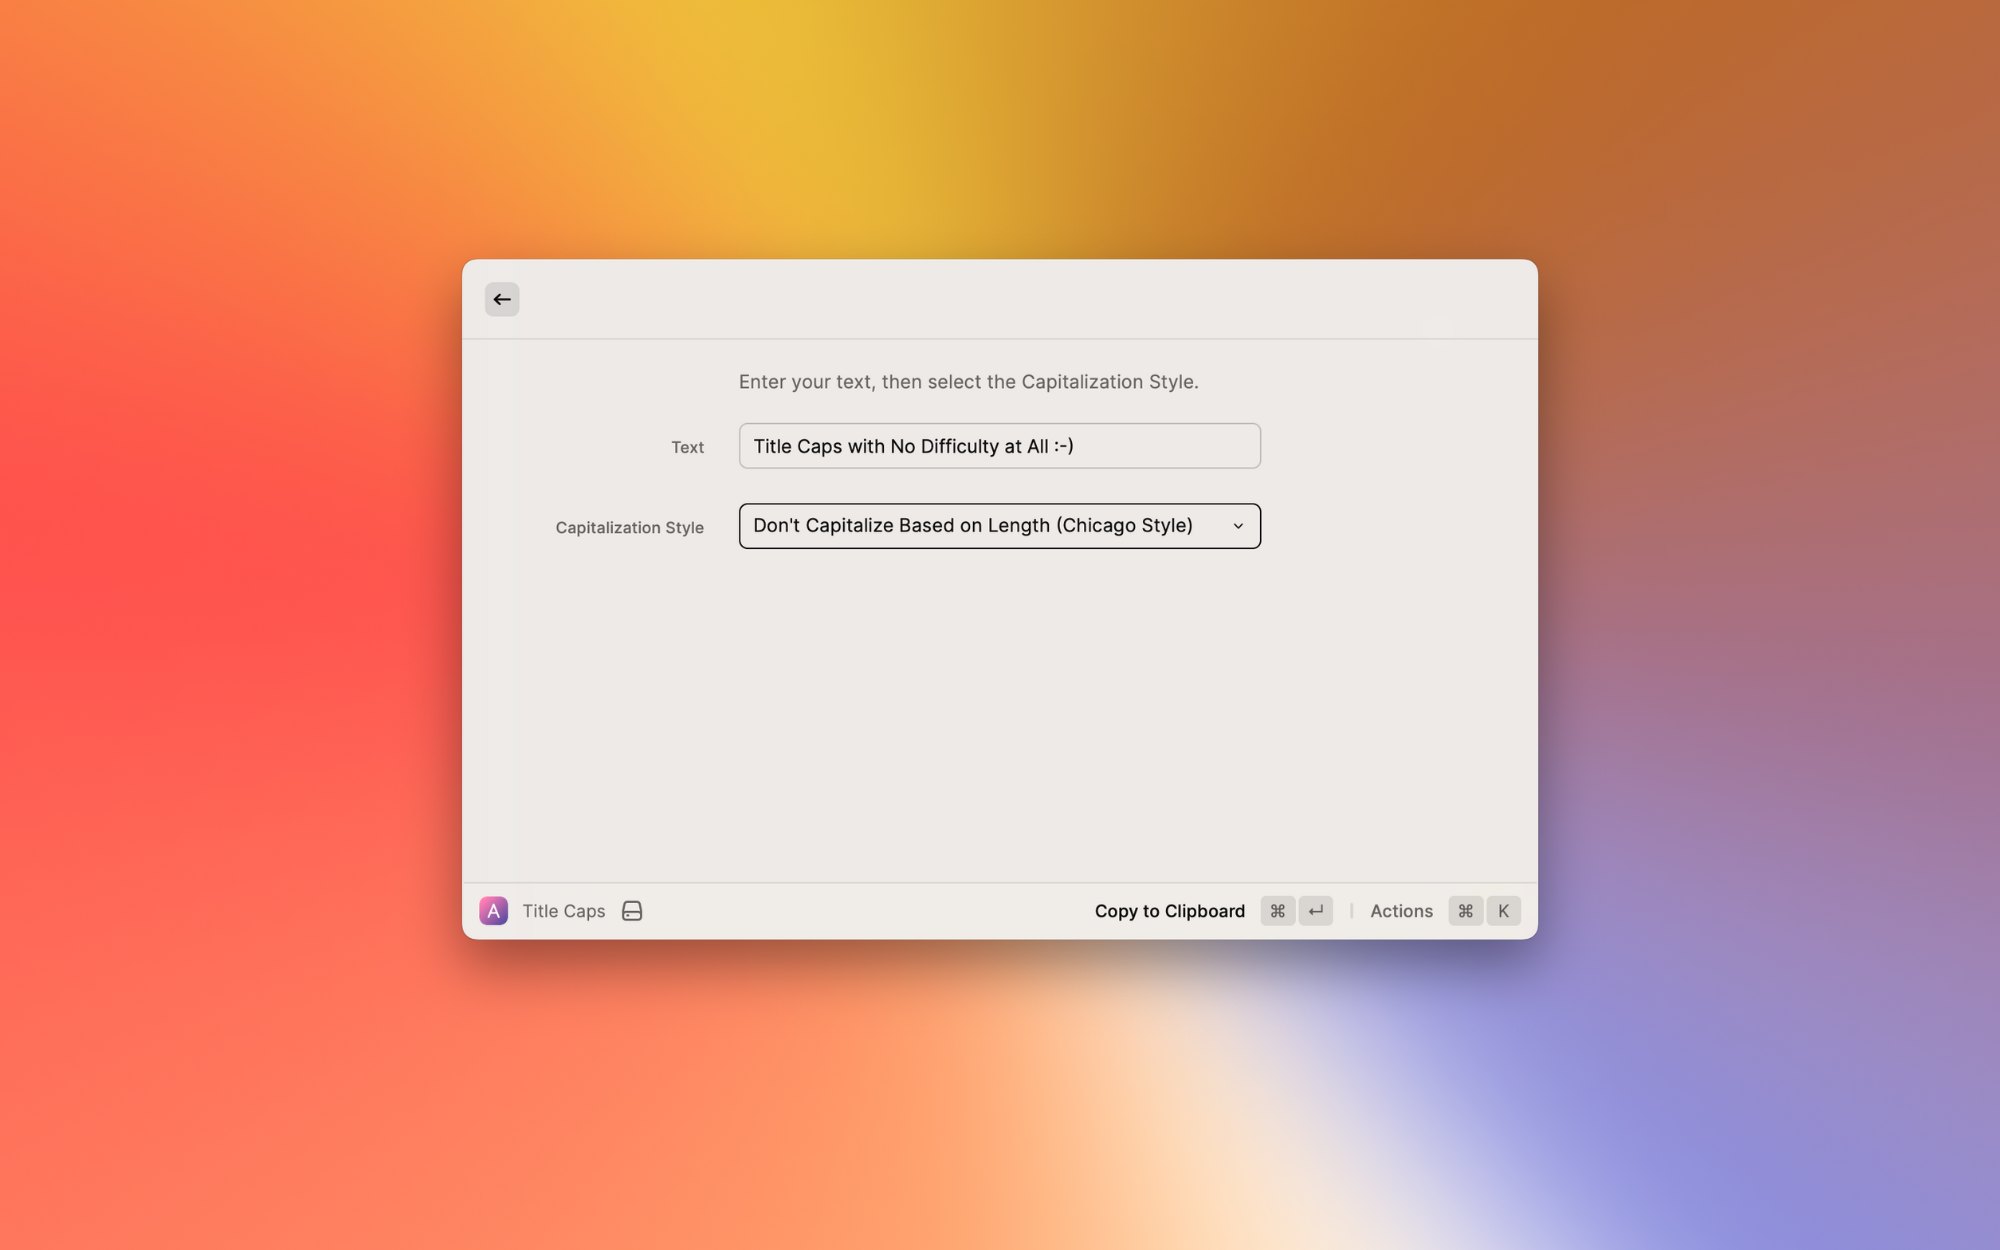 Enter your text, then select the Capitalization Style.
Text
Title Caps with No Difficulty at All :-)
Capitalization Style
Don't Capitalize Based on Length (Chicago Style)
A Title Caps Copy to Clipboard ⌘ ↵ | Actions ⌘ K